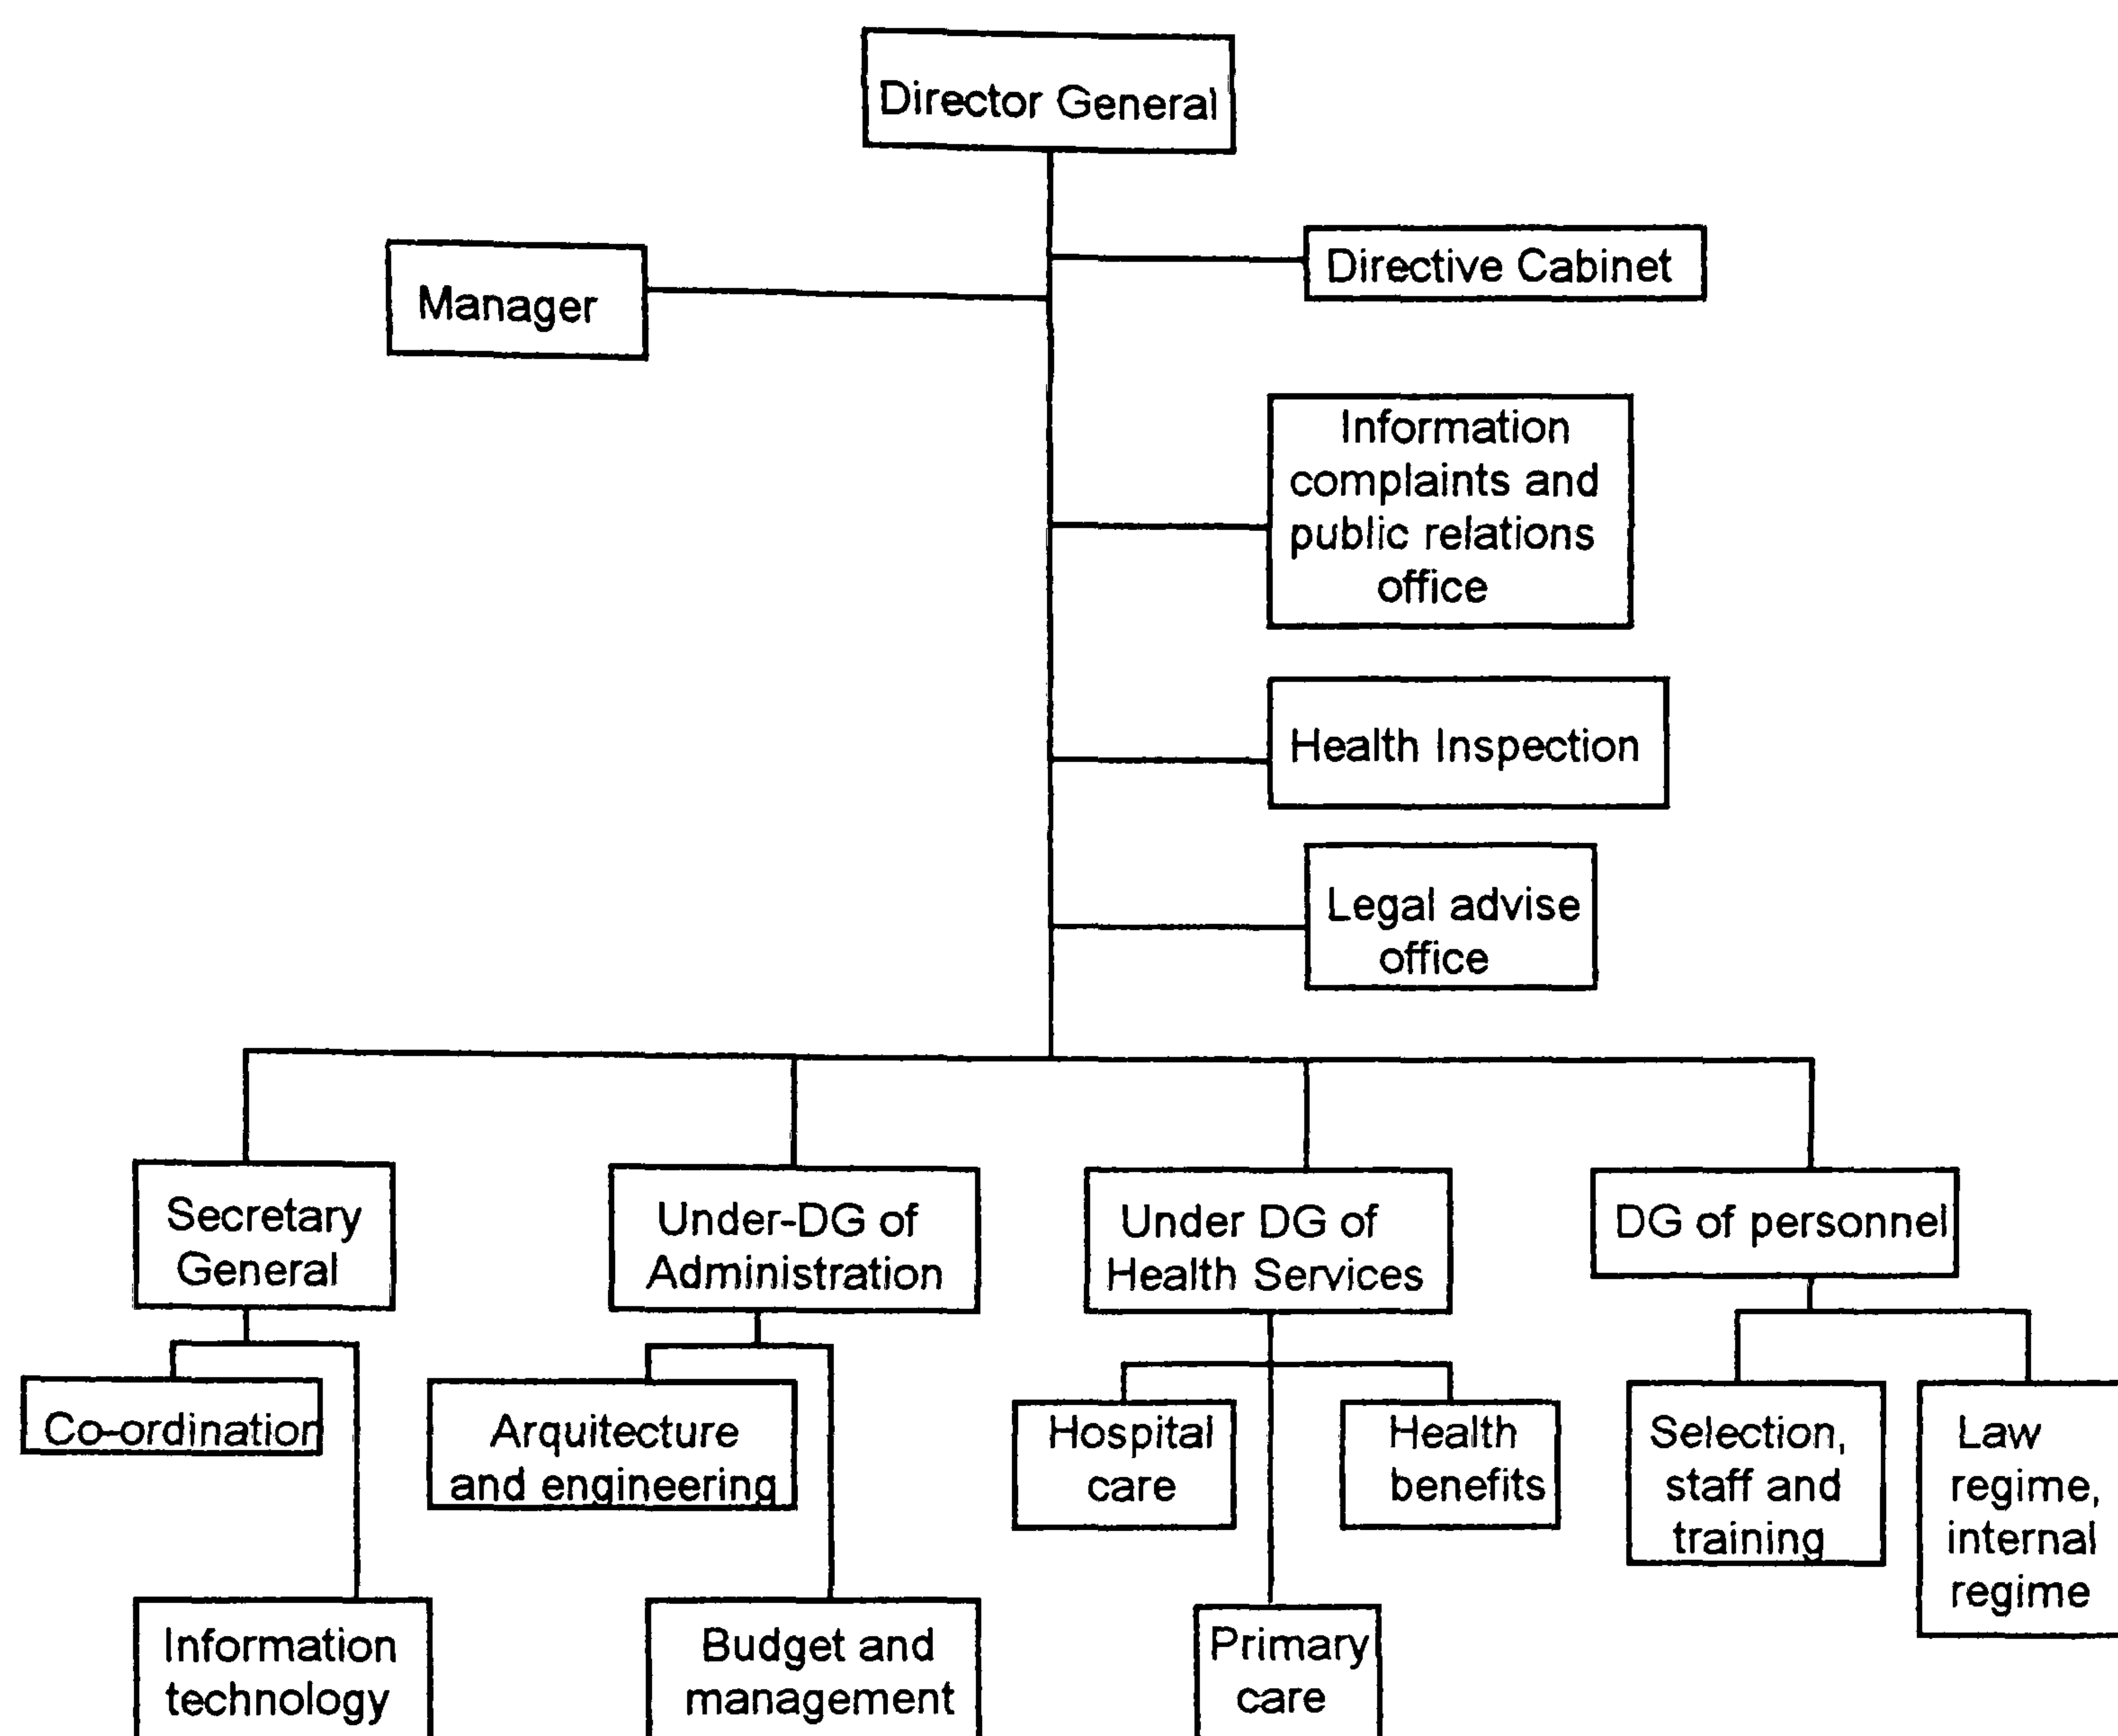 Director General
Directive Cabinet
Manager
Information
complaints and
public relations
office
Health Inspection
Legal advise
office
Secretary
General
Under-DG of
Administration
Under DG of
Health Services
DG of personnel
Co-ordination
Arquitecture
and engineering
Hospital
care
Health
benefits
Selection,
staff and
training
Law
regime,
internal
regime
Information
technology
Budget and
management
Primary
care